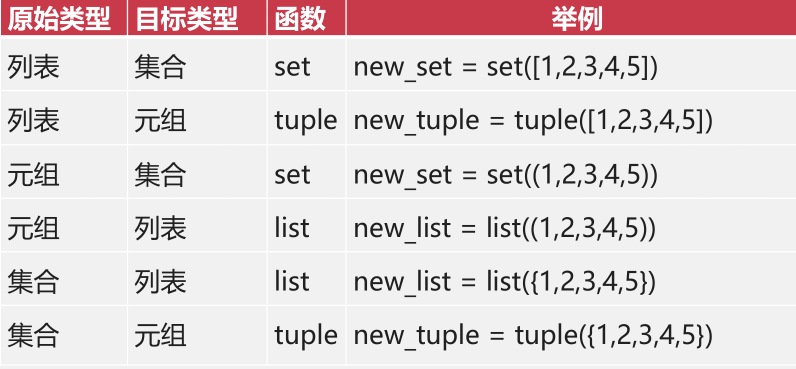 原始类型 目标类型 函数 举例
列表 集合 set new_set = set([1,2,3,4,5])
列表 元组 tuple new_tuple = tuple([1,2,3,4,5])
元组 集合 set new_set = set((1,2,3,4,5))
元组 列表 list new_list = list((1,2,3,4,5))
集合 列表 list new_list = list({1,2,3,4,5})
集合 元组 tuple new_tuple = tuple({1,2,3,4,5})